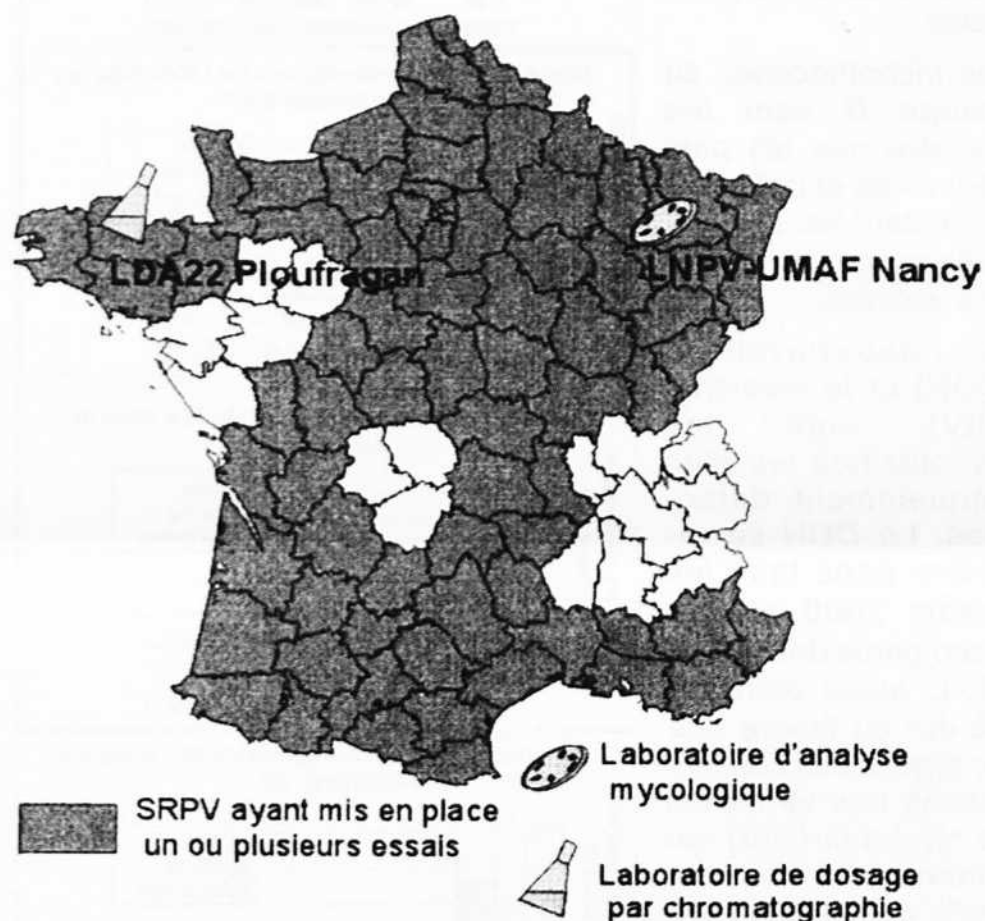 LDA22 Ploufragan
LNPV-UMAF Nancy
Laboratoire d'analyse
mycologique
SRPV ayant mis en place
un ou plusieurs essais
Laboratoire de dosage
par chromatographie